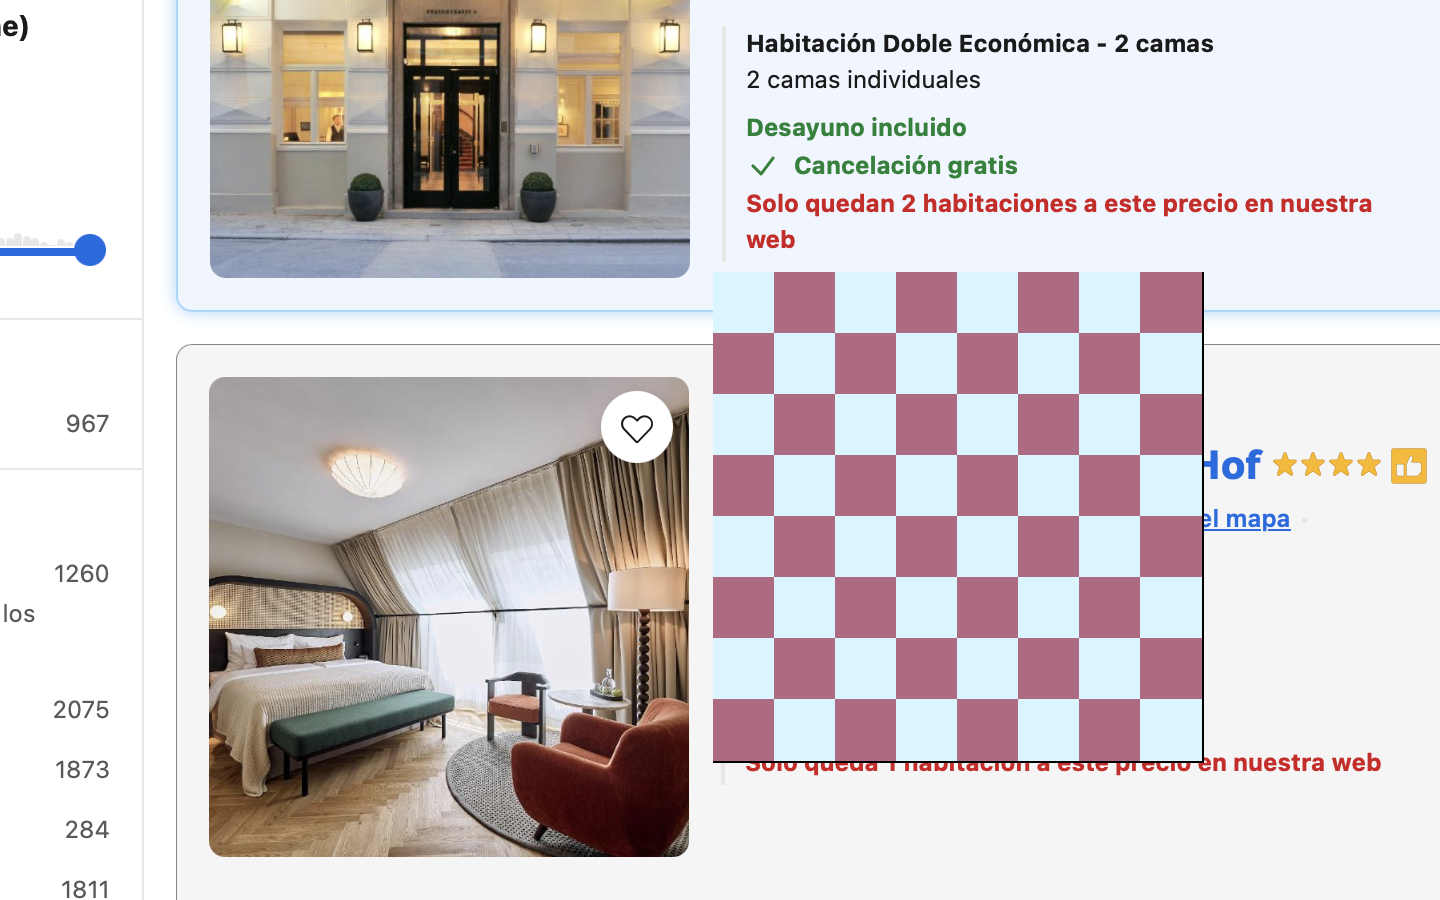 e)
967
1260
los
2075
1873
284
1811
Habitación Doble Económica - 2 camas
2 camas individuales
Desayuno incluido
Cancelación gratis
Solo quedan 2 habitaciones a este precio en nuestra
web
Hof
el mapa
Solo queda 1 habitación a este precio en nuestra web